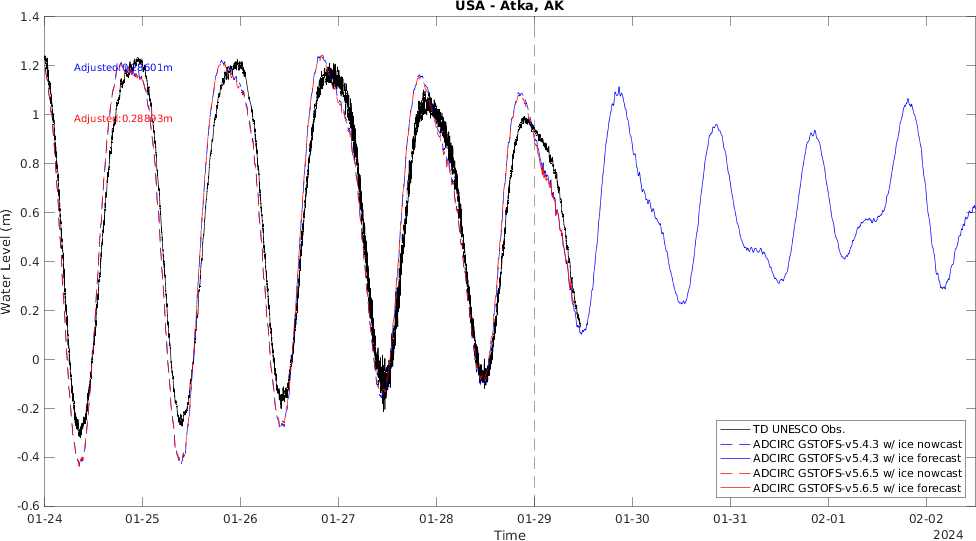 USA - Atka, AK
1.4
1.2
1
0.8
0.6
0.4
0.2
0
-0.2
-0.4
-0.6
Water Level (m)
Adjusted:
Adjusted:0.28893m
TD UNESCO Obs.
ADCIRC GSTOFS-v5.4.3 w/ ice nowcast
ADCIRC GSTOFS-v5.4.3 w/ ice forecast
ADCIRC GSTOFS-v5.6.5 w/ ice nowcast
ADCIRC GSTOFS-v5.6.5 w/ ice forecast
01-24 01-25 01-26 01-27 01-28 01-29 01-30 01-31 02-01 02-02
Time
2024